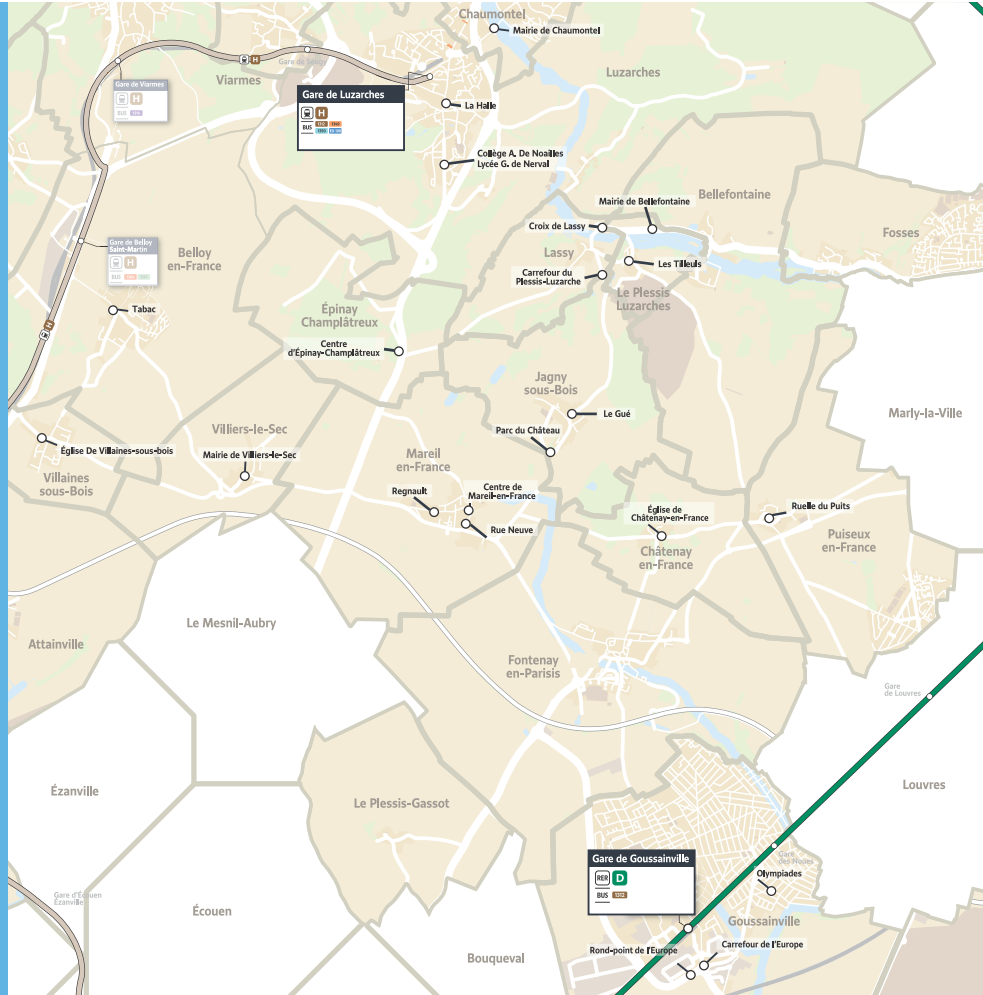 Chaumontel
Mairie de Chaumontel
Viarmes
Luzarches
Gare de Viarmes
H
BUS
Gare de Luzarches
H
BUS
La Halle
Collège A. De Noailles
Lycée G. de Nerval
Bellefontaine
Mairie de Bellefontaine
Croix de Lassy
Lassy
Fosses
Gare de Belloy
Saint-Martin
H
BUS
Belloy
en-France
Les Tilleuls
Carrefour du
Plessis-Luzarche
Le Plessis
Luzarches
Tabac
Épinay
Champlâtreux
Centre
d'Épinay-Champlâtreux
H
H
Jagny
sous-Bois
Le Gué
Marly-la-Ville
Parc du Château
Villiers-le-Sec
Mairie de Villiers-le-Sec
Église De Villaines-sous-bois
Villaines
sous-Bois
Mareil
en-France
Regnault
Centre de
Mareil-en-France
Rue Neuve
Église de
Châtenay-en-France
Châtenay
en-France
Ruelle du Puits
Puiseux
en-France
Le Mesnil-Aubry
Attainville
Fontenay
en-Parisis
Gare
de Louvres
Louvres
Ézanville
Le Plessis-Gassot
Gare de Goussainville
RER D
BUS 1312
Gare
des Noues
Olympiades
Goussainville
Gare d'Écouen
Ézanville
Écouen
Bouqueval
Rond-point de l'Europe
Carrefour de l'Europe